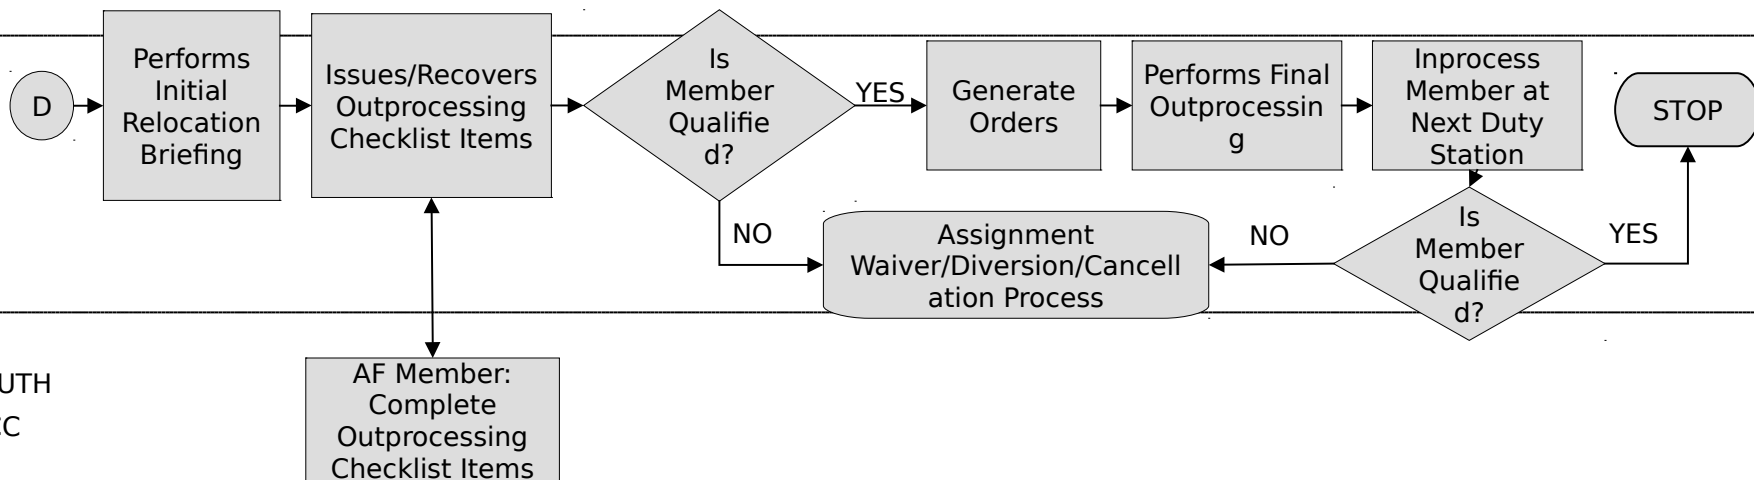 D
Performs
Initial
Relocation
Briefing
Issues/Recovers
Outprocessing
Checklist Items
Is
Member
Qualifie
d?
YES
Generate
Orders
Performs Final
Outprocessin
g
Inprocess
Member at
Next Duty
Station
STOP
NO
Assignment
Waiver/Diversion/Cancell
ation Process
NO
Is
Member
Qualifie
d?
YES
UTH
AF Member:
Complete
Outprocessing
Checklist Items